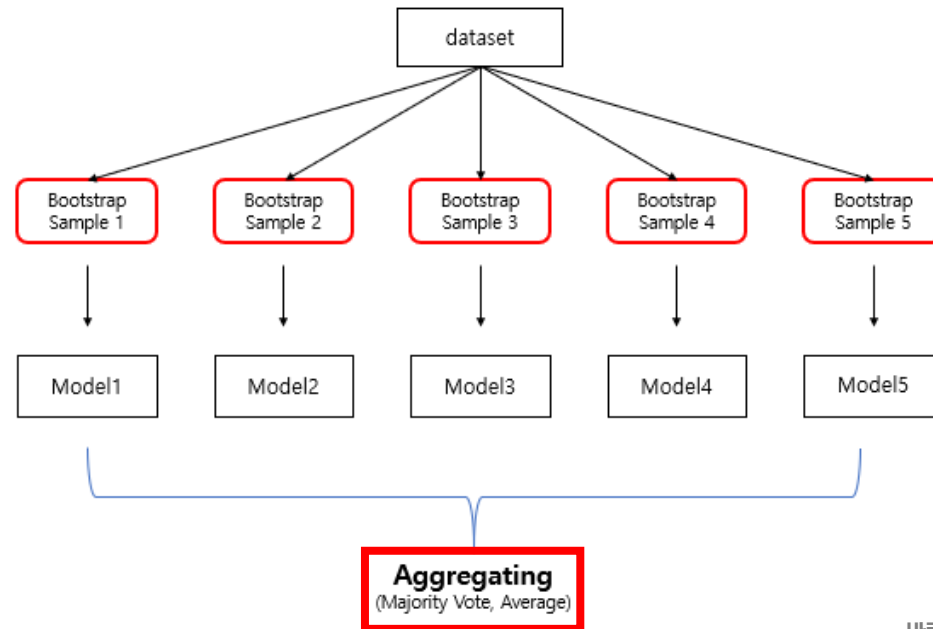 dataset
Bootstrap
Sample 1
Bootstrap
Sample 2
Bootstrap
Sample 3
Bootstrap
Sample 4
Bootstrap
Sample 5
Model1
Model2
Model3
Model4
Model5
Aggregating
(Majority Vote, Average)